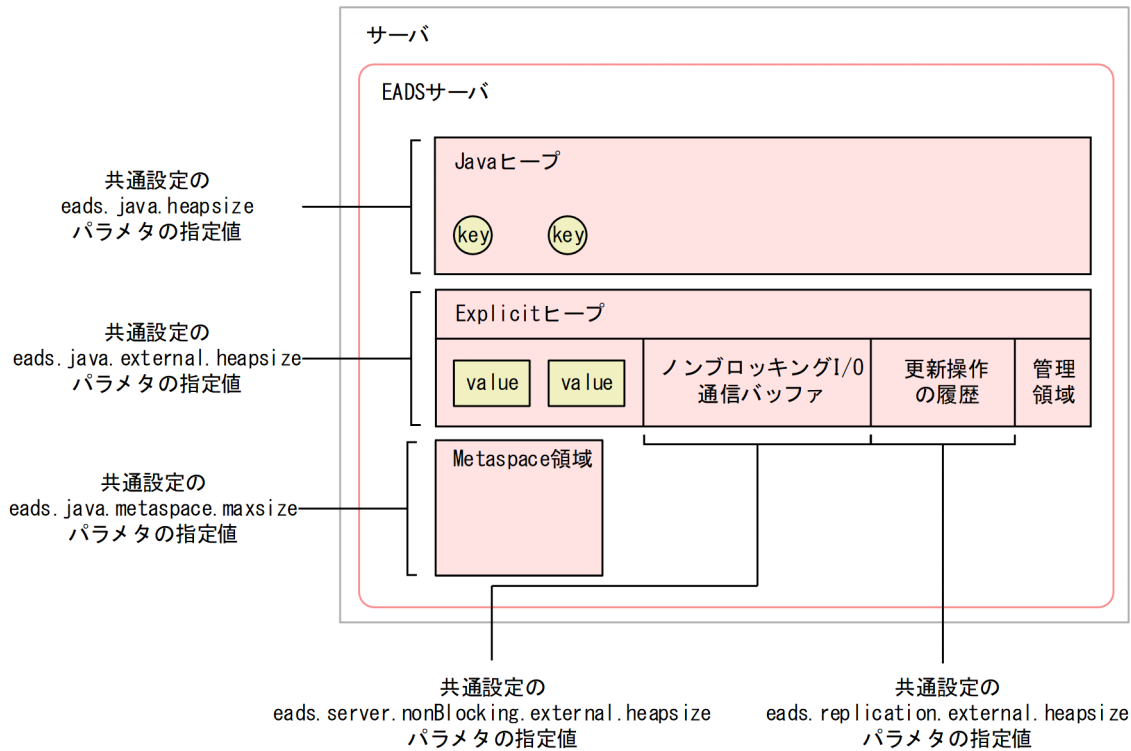 サーバ
EADSサーバ
Javaヒープ
key
key
共通設定の
eads.java.heapsize
パラメタの指定値
Explicitヒープ
value
value
ノンブロッキングI/O
通信バッファ
更新操作
の履歴
管理
領域
共通設定の
eads.java.external.heapsize
パラメタの指定値
Metaspace領域
共通設定の
eads.java.metaspace.maxsize
パラメタの指定値
共通設定の
eads.server.nonBlocking.external.heapsize
パラメタの指定値
共通設定の
eads.replication.external.heapsize
パラメタの指定値